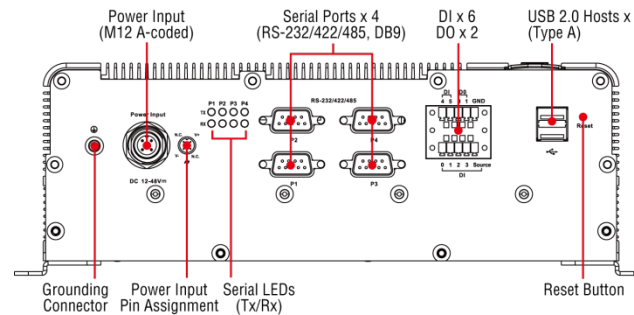 Power Input
(M12 A-coded)
Serial Ports x 4
(RS-232/422/485, DB9)
DI x 6
DO x 2
USB 2.0 Hosts x
(Type A)
P1 P2 P3 P4
TX
RX
RS-232/422/485
DI DO
4 5 0 1 GND
Power Input
N.C. V+
V- N.C.
P2
P4
Reset
DC 12-48V
P1
P3
0 1 2 3 Source
DI
Grounding
Connector
Power Input
Pin Assignment
Serial LEDs
(Tx/Rx)
Reset Button